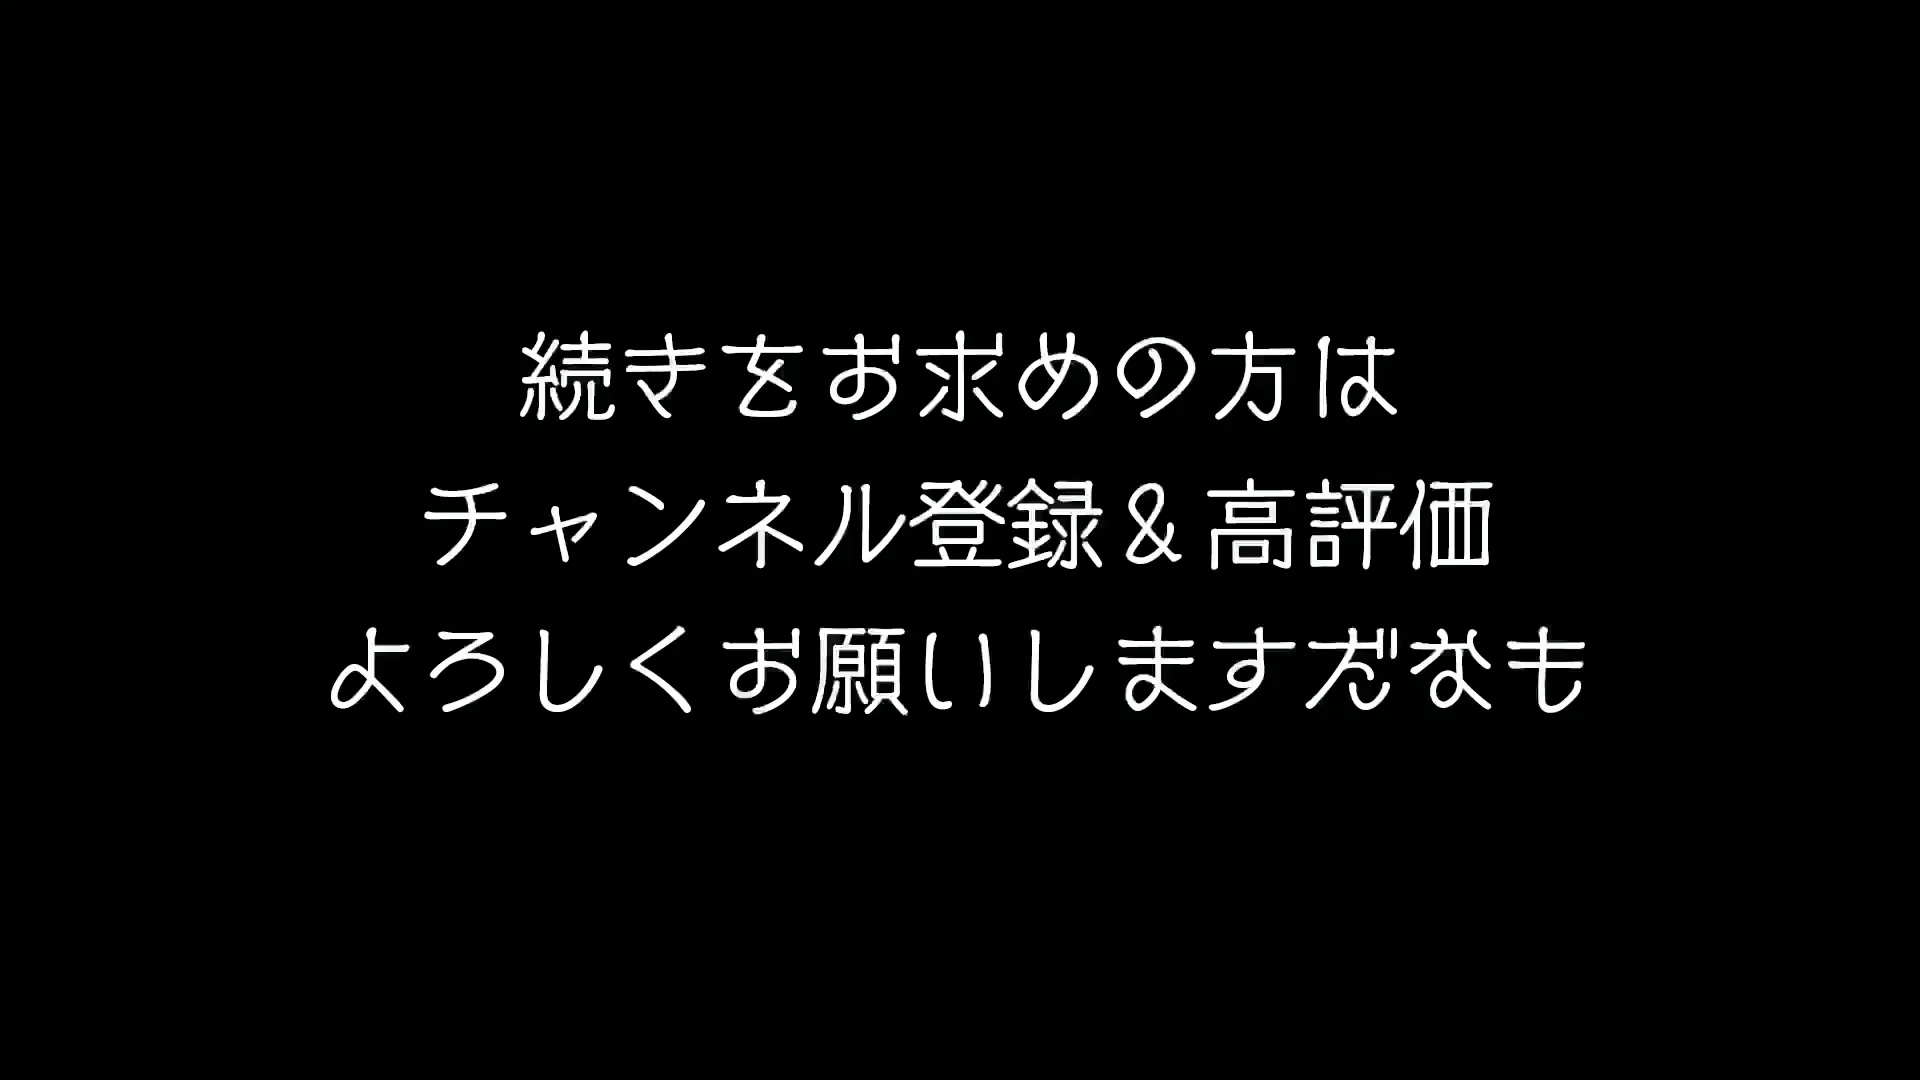 続きをお求めの方は
チャンネル登録＆高評価
よろしくお願いしますだなも